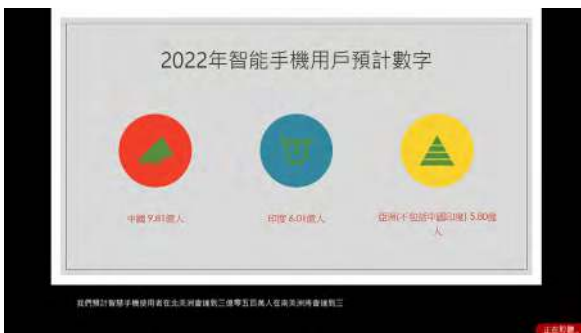 2022年智能手機用戶預計數字
中國 9.81億人
印度 6.01億人
亞洲(不包括中國印度) 5.80億
人
我們預計智慧手機使用者在北美洲會達到三億零五百萬人在南美洲將會達到三
正在聆聽